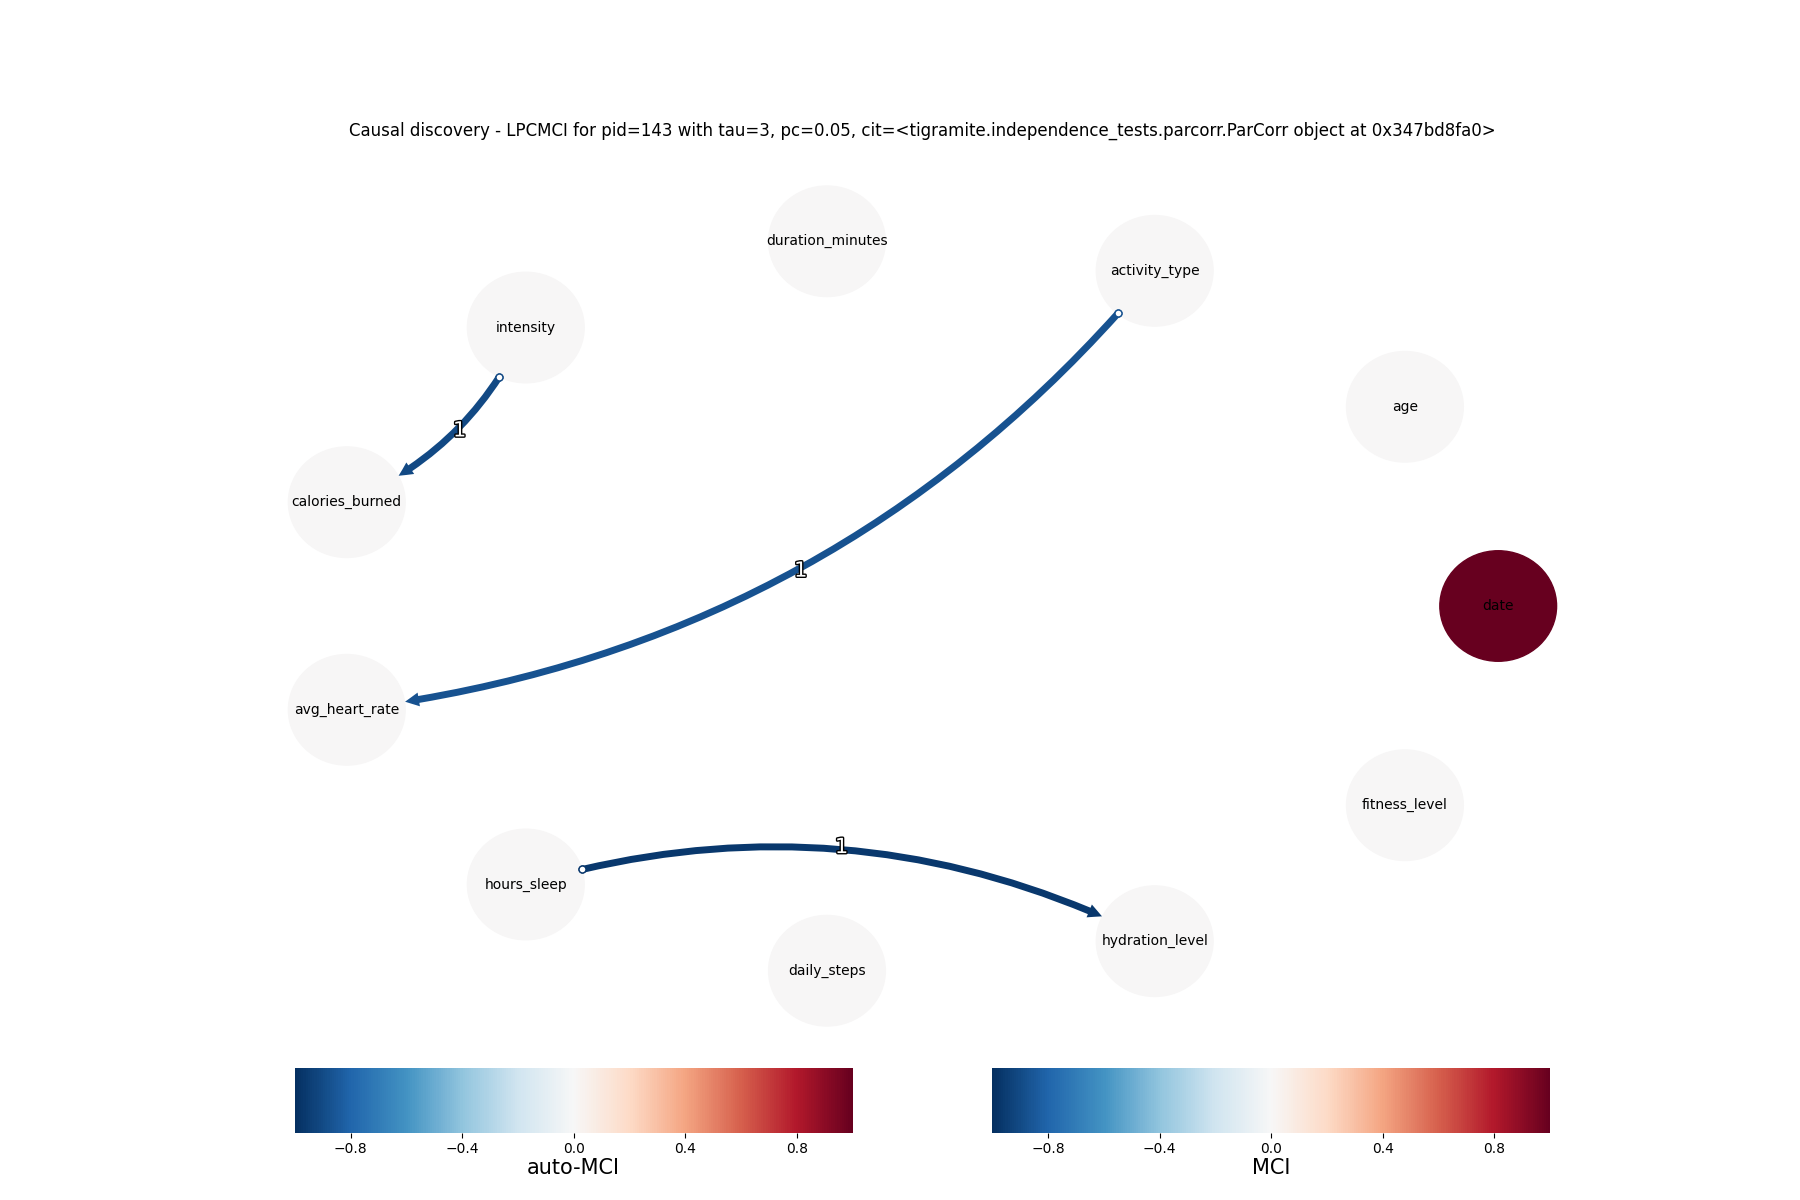 Causal discovery - LPCMCI for pid=143 with tau=3, pc=0.05, cit=<tigramite.independence_tests.parcorr.ParCorr object at 0x347bd8fa0>
duration_minutes
activity_type
intensity
age
1
calories_burned
1
date
avg_heart_rate
fitness_level
1
hours_sleep
hydration_level
daily_steps
−0.8 −0.4 0.0 0.4 0.8
auto-MCI
−0.8 −0.4 0.0 0.4 0.8
MCI